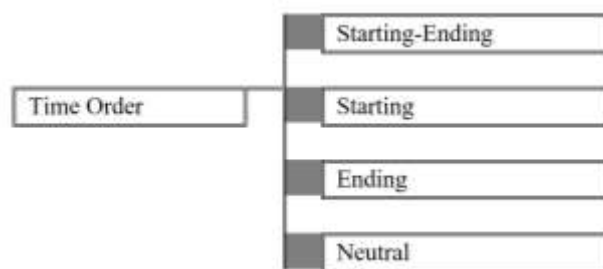 Starting-Ending
Time Order
Starting
Ending
Neutral